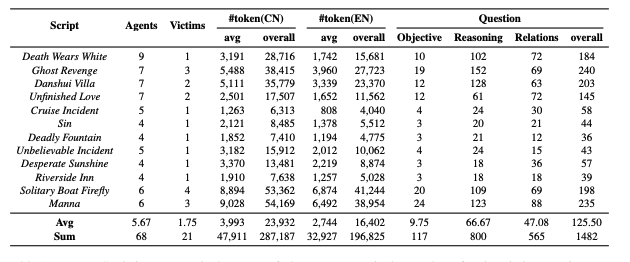 Script Agents Victims #token(CN) #token(EN) Question
avg overall avg overall Objective Reasoning Relations overall
Death Wears White 9 1 3,191 28,716 1,742 15,681 10 102 72 184
Ghost Revenge 7 3 5,488 38,415 3,960 27,723 19 152 69 240
Danshui Villa 7 2 5,111 35,779 3,339 23,370 12 128 63 203
Unfinished Love 7 2 2,501 17,507 1,652 11,562 12 61 72 145
Cruise Incident 5 1 1,263 6,313 808 4,040 4 24 30 58
Sin 4 1 2,121 8,485 1,378 5,512 3 20 21 44
Deadly Fountain 4 1 1,852 7,410 1,194 4,775 3 21 12 36
Unbelievable Incident 5 1 3,182 15,912 2,012 10,062 4 24 15 43
Desperate Sunshine 4 1 3,370 13,481 2,219 8,874 3 18 36 57
Riverside Inn 4 1 1,910 7,638 1,257 5,028 3 18 18 39
Solitary Boat Firefly 6 4 8,894 53,362 6,874 41,244 20 109 69 198
Manna 6 3 9,028 54,169 6,492 38,954 24 123 88 235
Avg 5.67 1.75 3,993 23,932 2,744 16,402 9.75 66.67 47.08 125.50
Sum 68 21 47,911 287,187 32,927 196,825 117 800 565 1482